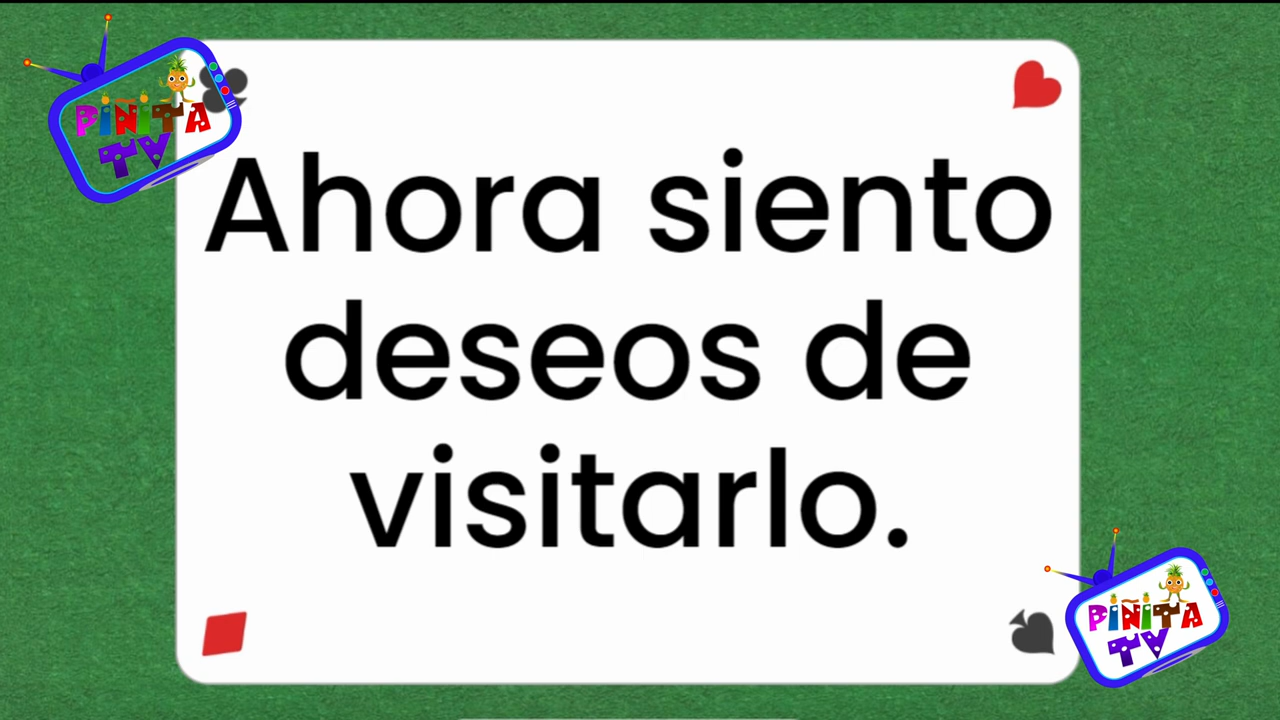 PIÑITA
TV
Ahora siento
deseos de
visitarlo.
PIÑITA
TV